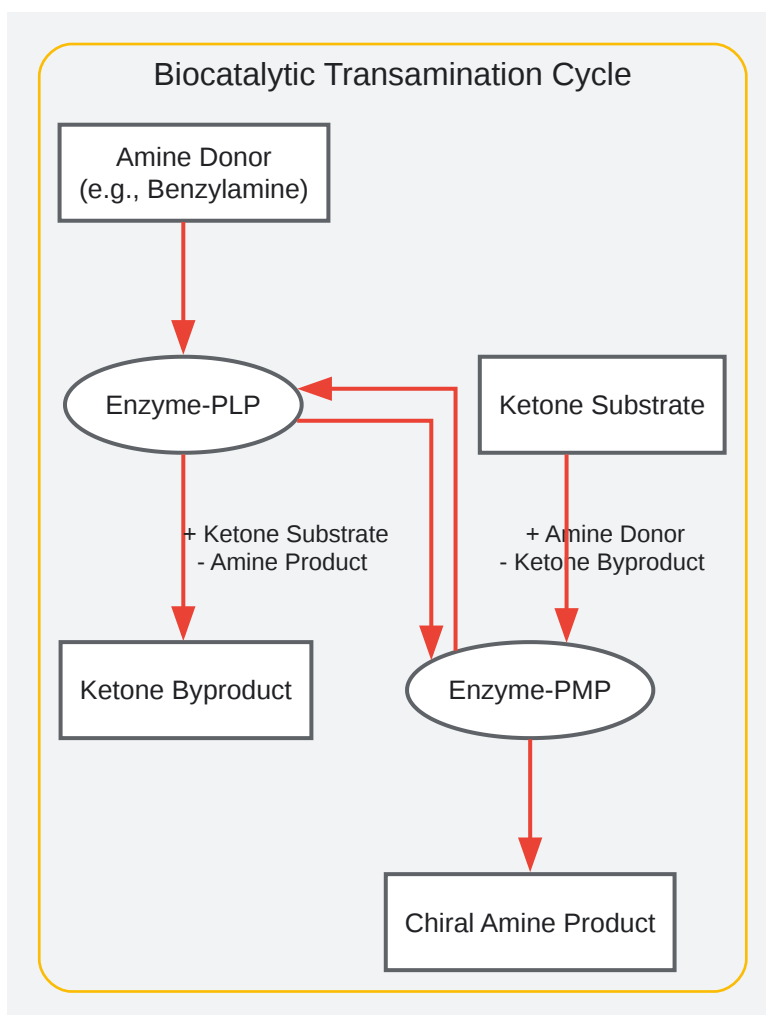 Biocatalytic Transamination Cycle
Amine Donor
(e.g., Benzylamine)
Enzyme-PLP
Ketone Substrate
+ Ketone Substrate
- Amine Product
+ Amine Donor
- Ketone Byproduct
Ketone Byproduct
Enzyme-PMP
Chiral Amine Product